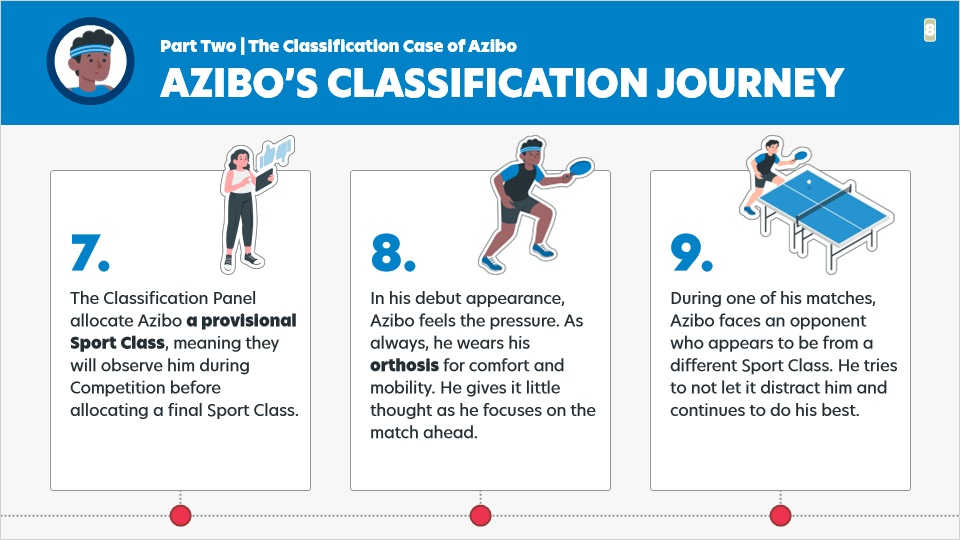 Part Two | The Classification Case of Azibo
8
AZIBO'S CLASSIFICATION JOURNEY
7.
The Classification Panel
allocate Azibo a provisional
Sport Class, meaning they
will observe him during
Competition before
allocating a final Sport Class.
8.
In his debut appearance,
Azibo feels the pressure. As
always, he wears his
orthosis for comfort and
mobility. He gives it little
thought as he focuses on the
match ahead.
9.
During one of his matches,
Azibo faces an opponent
who appears to be from a
different Sport Class. He tries
to not let it distract him and
continues to do his best.